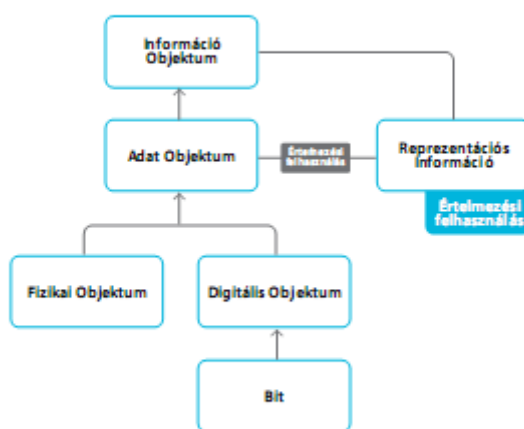 Információ
Objektum
Adat Objektum
Értelmezési
felhasználás
Reprezentációs
Információ
Értelmezési
felhasználás
Fizikai Objektum
Digitális Objektum
Bit